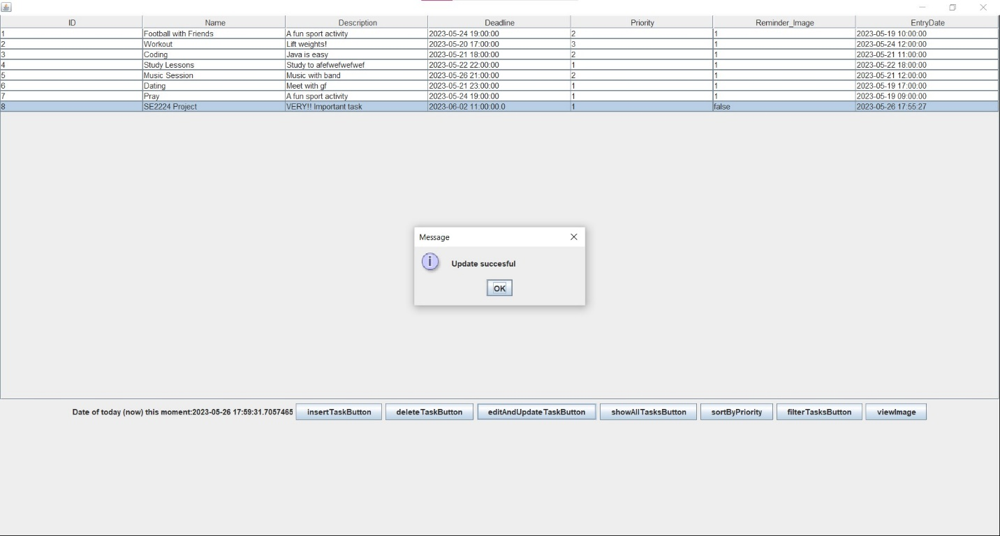 ID Name Description Deadline Priority Reminder_Image EntryDate
1 Football with Friends A fun sport activity 2023-05-24 19:00:00 2 1 2023-05-19 10:00:00
2 Workout Lift weights! 2023-05-20 17:00:00 3 1 2023-05-24 12:00:00
3 Coding Java is easy 2023-05-21 18:00:00 2 1 2023-05-21 11:00:00
4 Study Lessons Study to afefwefwefwef 2023-05-22 22:00:00 1 1 2023-05-22 18:00:00
5 Music Session Music with band 2023-05-26 21:00:00 2 1 2023-05-21 12:00:00
6 Dating Meet with gf 2023-05-21 23:00:00 1 1 2023-05-19 17:00:00
7 Pray A fun sport activity 2023-05-24 19:00:00 1 1 2023-05-19 09:00:00
8 SE2224 Project VERY!! Important task 2023-06-02 11:00:00.0 1 false 2023-05-26 17:55:27
Message
Update succesful
OK
Date of today (now) this moment:2023-05-26 17:59:31.7057465 insertTaskButton deleteTaskButton editAndUpdateTaskButton showAllTasksButton sortByPriority filterTasksButton viewImage